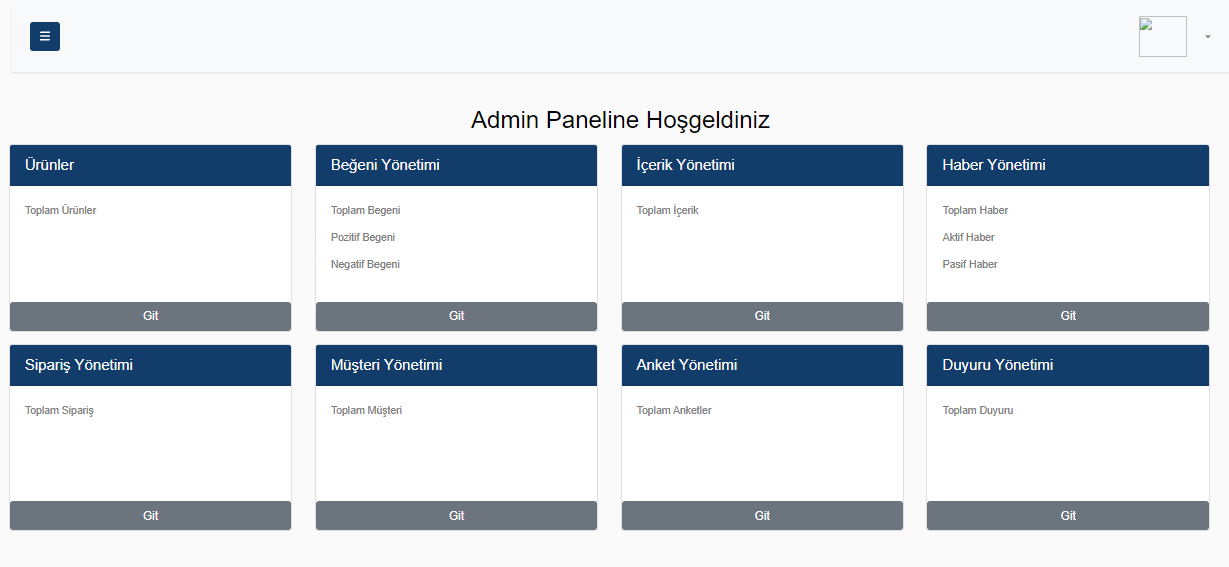 Admin Paneline Hoşgeldiniz
Ürünler
Toplam Ürünler
Git
Beğeni Yönetimi
Toplam Begeni
Pozitif Begeni
Negatif Begeni
Git
İçerik Yönetimi
Toplam İçerik
Git
Haber Yönetimi
Toplam Haber
Aktif Haber
Pasif Haber
Git
Sipariş Yönetimi
Toplam Sipariş
Git
Müşteri Yönetimi
Toplam Müşteri
Git
Anket Yönetimi
Toplam Anketler
Git
Duyuru Yönetimi
Toplam Duyuru
Git